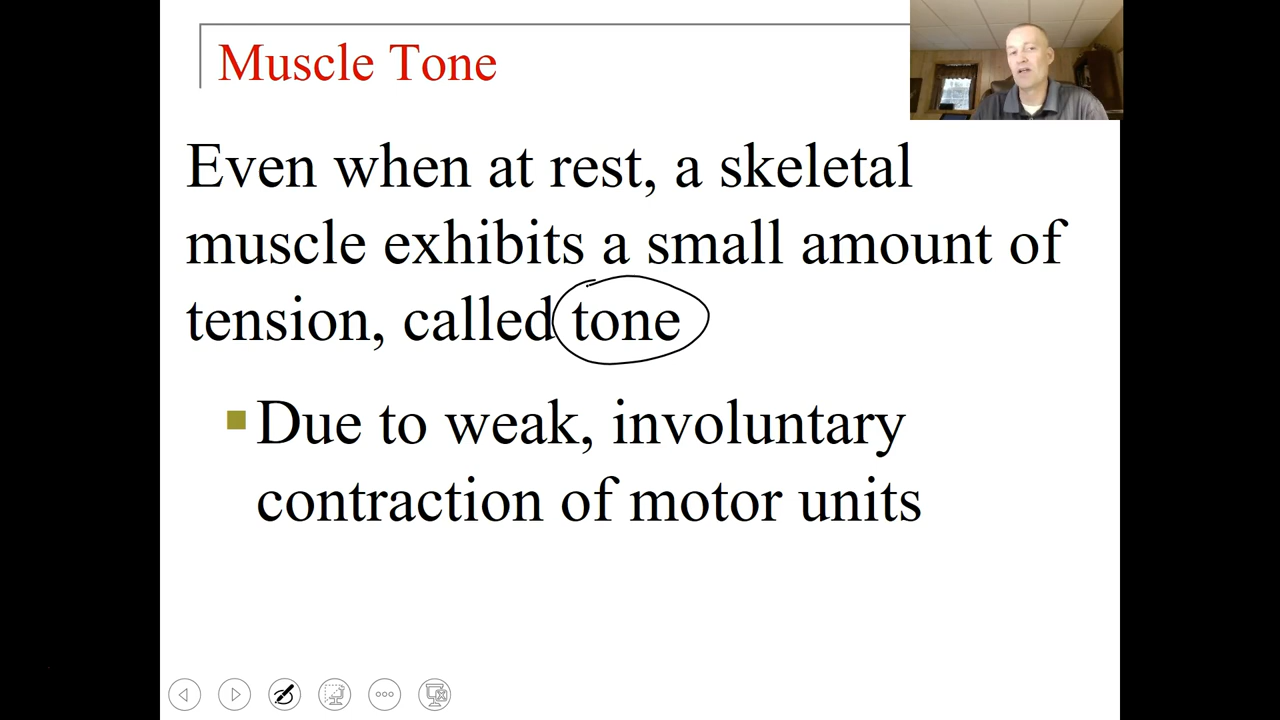 Muscle Tone
Even when at rest, a skeletal
muscle exhibits a small amount of
tension, called tone
Due to weak, involuntary
contraction of motor units